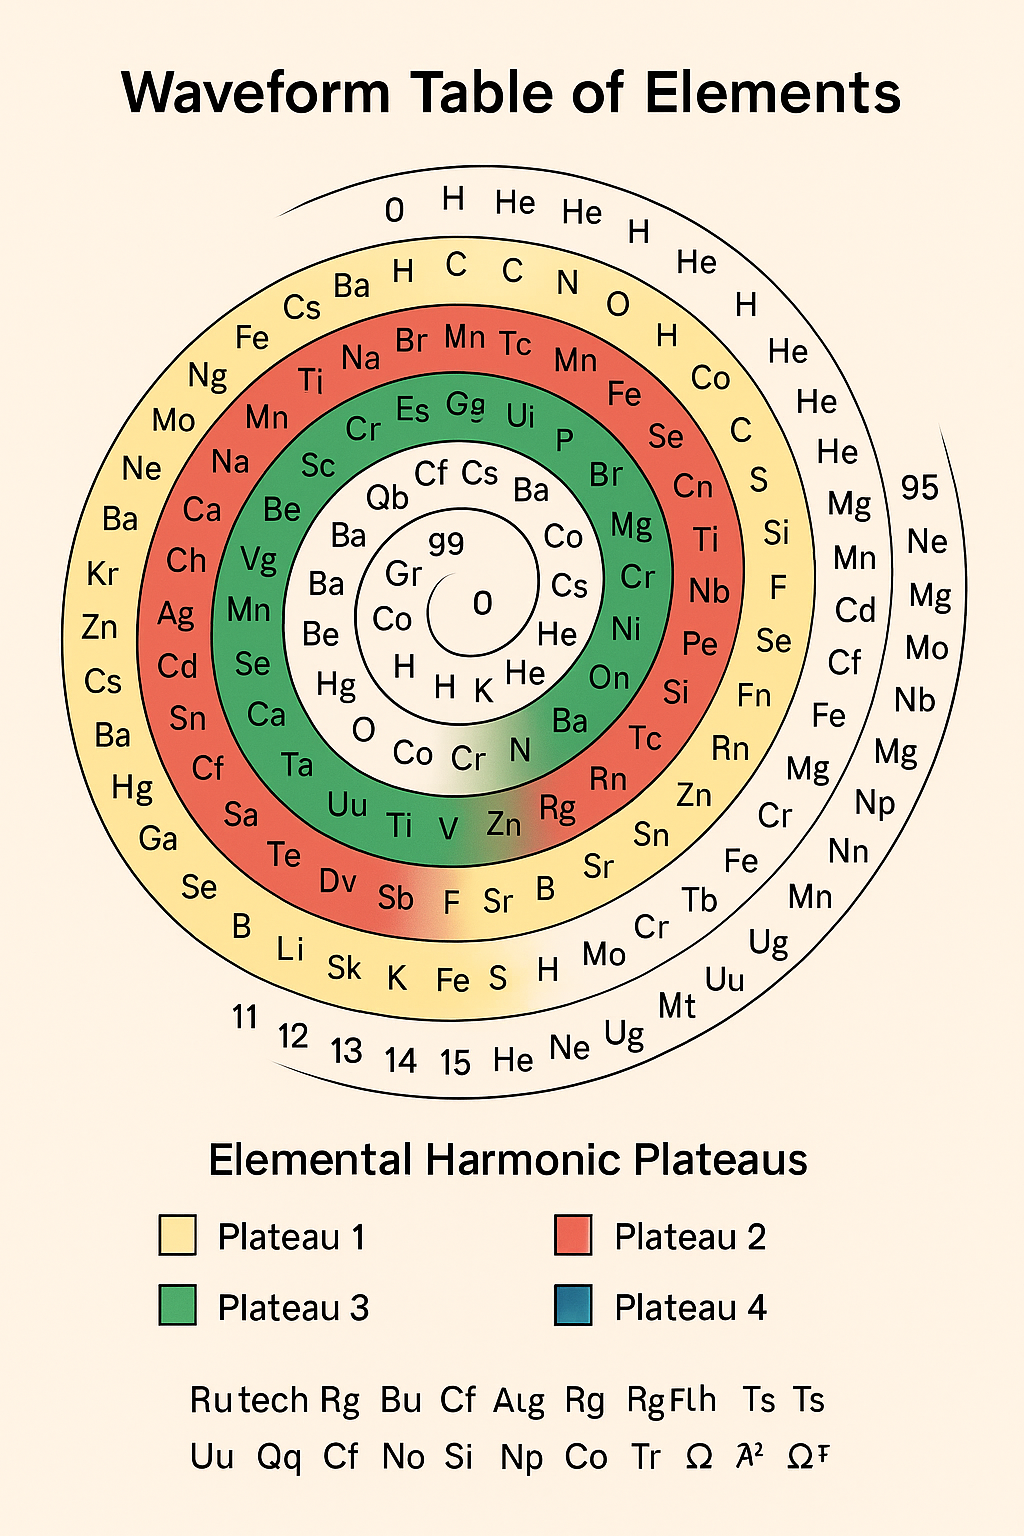 Waveform Table of Elements
0 H He He H He H He He He Mg Mn Cd Cf Fe Mg Cr Fe Tb Cr Mo H S Fe K Sk Li B Se Ga Hg Ba Cs Zn Kr Ba Ne Mo Ng Fe Cs Ba H C C N O H Co C S Si F Se Fn Rn Zn Sn Sr B Sr F Sb Dv Te Sa Cf Sn Cd Ag Ch Ca Na Mn Ti Na Br Mn Tc Mn Fe Se Cn Ti Nb Pe Si Tc Rn Rg Zn V Ti Uu Ta Ca Se Mn Vg Be Sc Cr Es Gg Ui P Br Mg Cr Ni On Ba N Cr Co O Hg Be Ba Ba Qb Cf Cs Ba Co Cs He He K H H Co Gr g9 0
95 Ne Mg Mo Nb Mg Np Nn Mn Ug Uu Mt Ug Ne He 15 14 13 12 11
Elemental Harmonic Plateaus
Plateau 1 Plateau 2
Plateau 3 Plateau 4
Rutech Rg Bu Cf Aιg Rg RgFlh Ts Ts
Uu Qq Cf No Si Np Co Tr Ω Ω